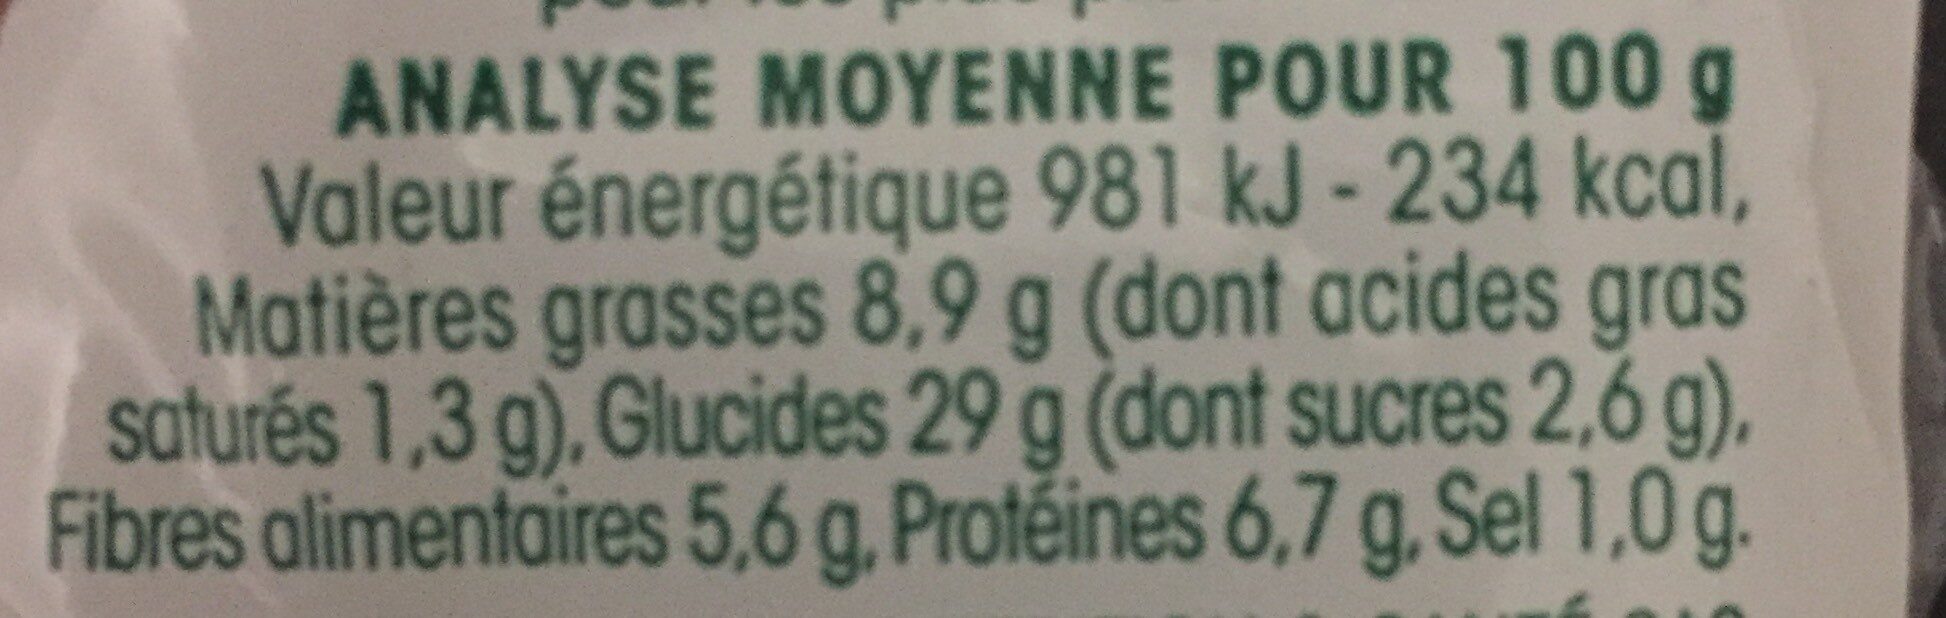 ANALYSE MOYENNE POUR 100 g
Valeur énergétique 981 kJ - 234 kcal,
Matières grasses 8,9 g (dont acides gras
saturés 1,3 g), Glucides 29 g (dont sucres 2,6 g),
Fibres alimentaires 5,6 g, Protéines 6,7 g, Sel 1,0 g.